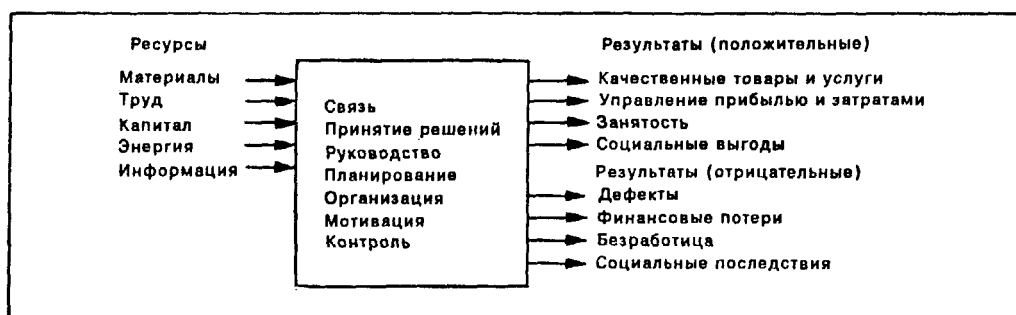 Ресурсы
Материалы
Труд
Капитал
Энергия
Информация
Связь
Принятие решений
Руководство
Планирование
Организация
Мотивация
Контроль
Результаты (положительные)
Качественные товары и услуги
Управление прибылью и затратами
Занятость
Социальные выгоды
Результаты (отрицательные)
Дефекты
Финансовые потери
Безработица
Социальные последствия